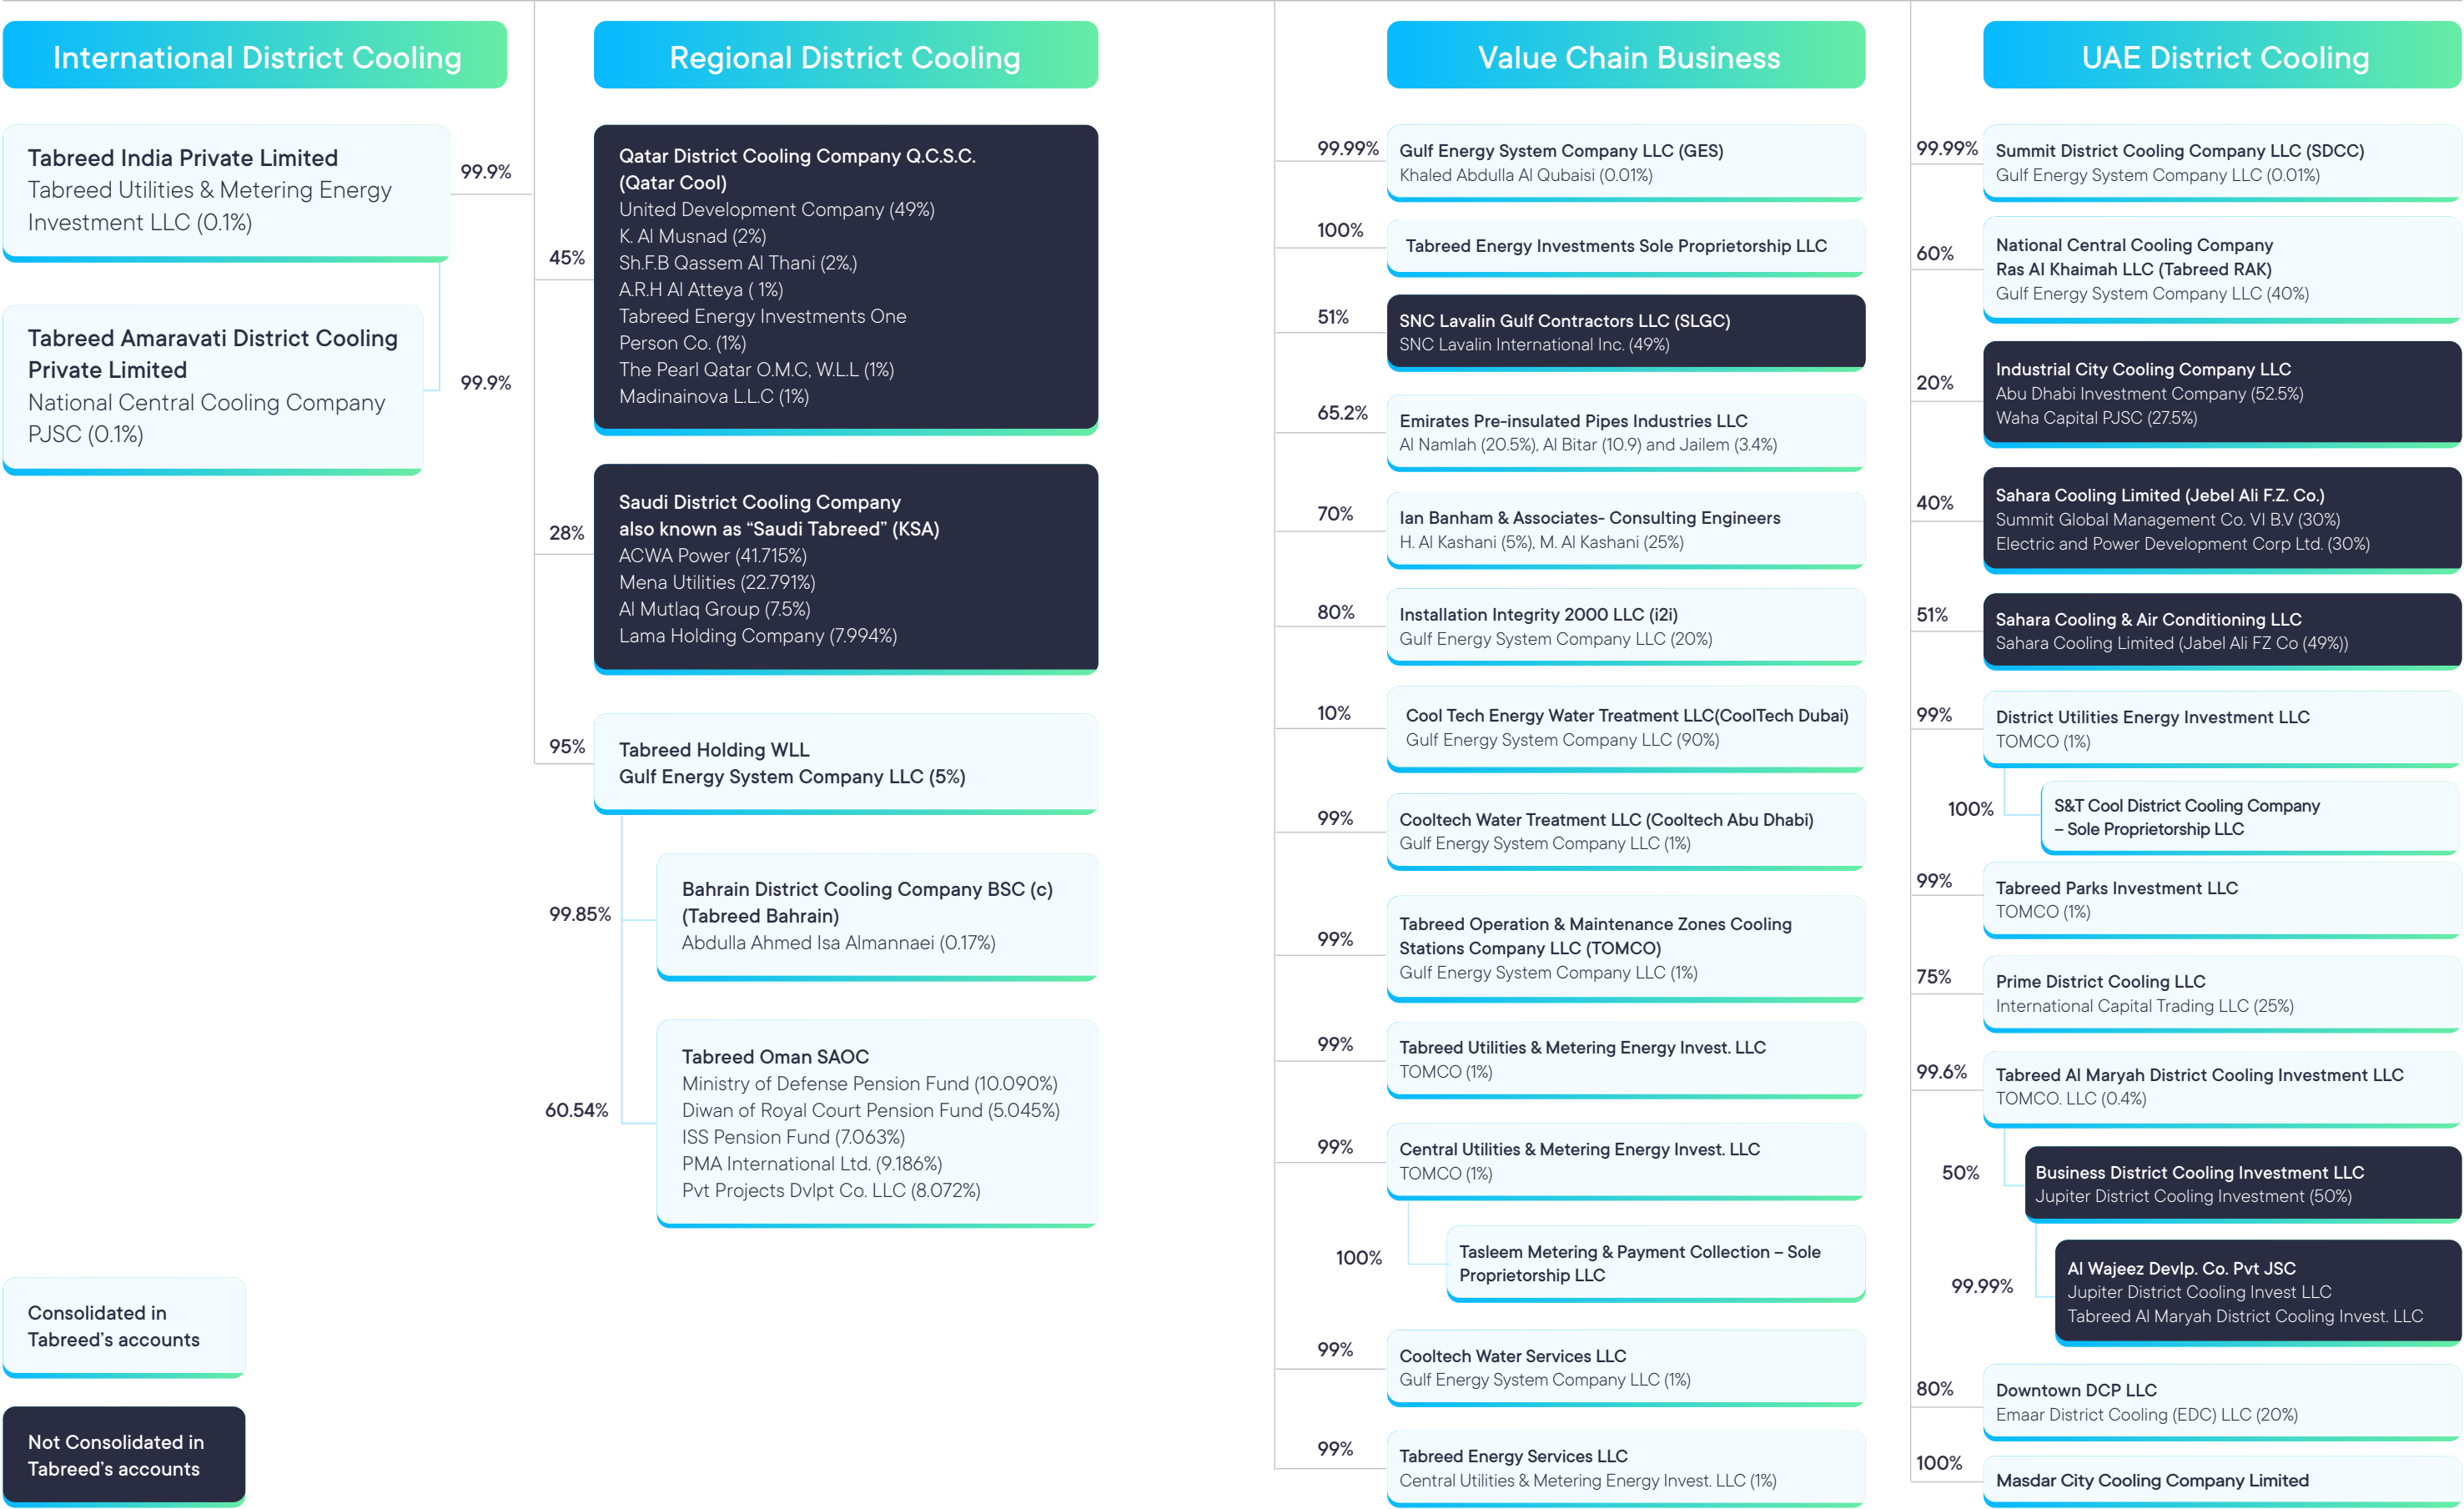 International District Cooling
Tabreed India Private Limited
Tabreed Utilities & Metering Energy
Investment LLC (0.1%)
99.9%
Tabreed Amaravati District Cooling
Private Limited
National Central Cooling Company
PJSC (0.1%)
99.9%
Consolidated in
Tabreed’s accounts
Not Consolidated in
Tabreed’s accounts
Regional District Cooling
45%
Qatar District Cooling Company Q.C.S.C.
(Qatar Cool)
United Development Company (49%)
K. Al Musnad (2%)
Sh.F.B Qassem Al Thani (2%,)
A.R.H Al Atteya ( 1%)
Tabreed Energy Investments One
Person Co. (1%)
The Pearl Qatar O.M.C, W.L.L (1%)
Madinainova L.L.C (1%)
28%
Saudi District Cooling Company
also known as “Saudi Tabreed” (KSA)
ACWA Power (41.715%)
Mena Utilities (22.791%)
Al Mutlaq Group (7.5%)
Lama Holding Company (7.994%)
95%
Tabreed Holding WLL
Gulf Energy System Company LLC (5%)
99.85%
Bahrain District Cooling Company BSC (c)
(Tabreed Bahrain)
Abdulla Ahmed Isa Almannaei (0.17%)
60.54%
Tabreed Oman SAOC
Ministry of Defense Pension Fund (10.090%)
Diwan of Royal Court Pension Fund (5.045%)
ISS Pension Fund (7.063%)
PMA International Ltd. (9.186%)
Pvt Projects Dvlpt Co. LLC (8.072%)
Value Chain Business
99.99%
Gulf Energy System Company LLC (GES)
Khaled Abdulla Al Qubaisi (0.01%)
100%
Tabreed Energy Investments Sole Proprietorship LLC
51%
SNC Lavalin Gulf Contractors LLC (SLGC)
SNC Lavalin International Inc. (49%)
65.2%
Emirates Pre-insulated Pipes Industries LLC
Al Namlah (20.5%), Al Bitar (10.9) and Jailem (3.4%)
70%
Ian Banham & Associates- Consulting Engineers
H. Al Kashani (5%), M. Al Kashani (25%)
80%
Installation Integrity 2000 LLC (i2i)
Gulf Energy System Company LLC (20%)
10%
Cool Tech Energy Water Treatment LLC(CoolTech Dubai)
Gulf Energy System Company LLC (90%)
99%
Cooltech Water Treatment LLC (Cooltech Abu Dhabi)
Gulf Energy System Company LLC (1%)
99%
Tabreed Operation & Maintenance Zones Cooling
Stations Company LLC (TOMCO)
Gulf Energy System Company LLC (1%)
99%
Tabreed Utilities & Metering Energy Invest. LLC
TOMCO (1%)
99%
Central Utilities & Metering Energy Invest. LLC
TOMCO (1%)
100%
Tasleem Metering & Payment Collection – Sole
Proprietorship LLC
99%
Cooltech Water Services LLC
Gulf Energy System Company LLC (1%)
99%
Tabreed Energy Services LLC
Central Utilities & Metering Energy Invest. LLC (1%)
UAE District Cooling
99.99%
Summit District Cooling Company LLC (SDCC)
Gulf Energy System Company LLC (0.01%)
60%
National Central Cooling Company
Ras Al Khaimah LLC (Tabreed RAK)
Gulf Energy System Company LLC (40%)
20%
Industrial City Cooling Company LLC
Abu Dhabi Investment Company (52.5%)
Waha Capital PJSC (27.5%)
40%
Sahara Cooling Limited (Jebel Ali F.Z. Co.)
Summit Global Management Co. VI B.V (30%)
Electric and Power Development Corp Ltd. (30%)
51%
Sahara Cooling & Air Conditioning LLC
Sahara Cooling Limited (Jabel Ali FZ Co (49%))
99%
District Utilities Energy Investment LLC
TOMCO (1%)
100%
S&T Cool District Cooling Company
– Sole Proprietorship LLC
99%
Tabreed Parks Investment LLC
TOMCO (1%)
75%
Prime District Cooling LLC
International Capital Trading LLC (25%)
99.6%
Tabreed Al Maryah District Cooling Investment LLC
TOMCO. LLC (0.4%)
50%
Business District Cooling Investment LLC
Jupiter District Cooling Investment (50%)
99.99%
Al Wajeez Devlp. Co. Pvt JSC
Jupiter District Cooling Invest LLC
Tabreed Al Maryah District Cooling Invest. LLC
80%
Downtown DCP LLC
Emaar District Cooling (EDC) LLC (20%)
100%
Masdar City Cooling Company Limited